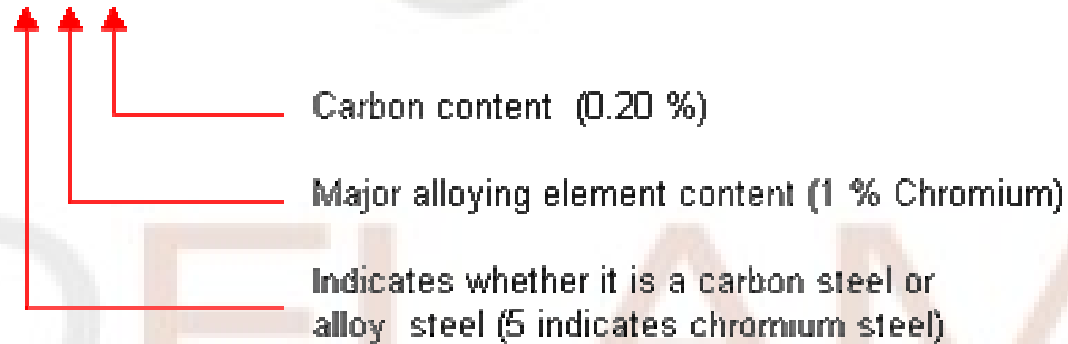 Carbon content (0.20 %)
Major alloying element content (1 % Chromium)
Indicates whether it is a carbon steel or
alloy steel (5 indicates chromium steel)